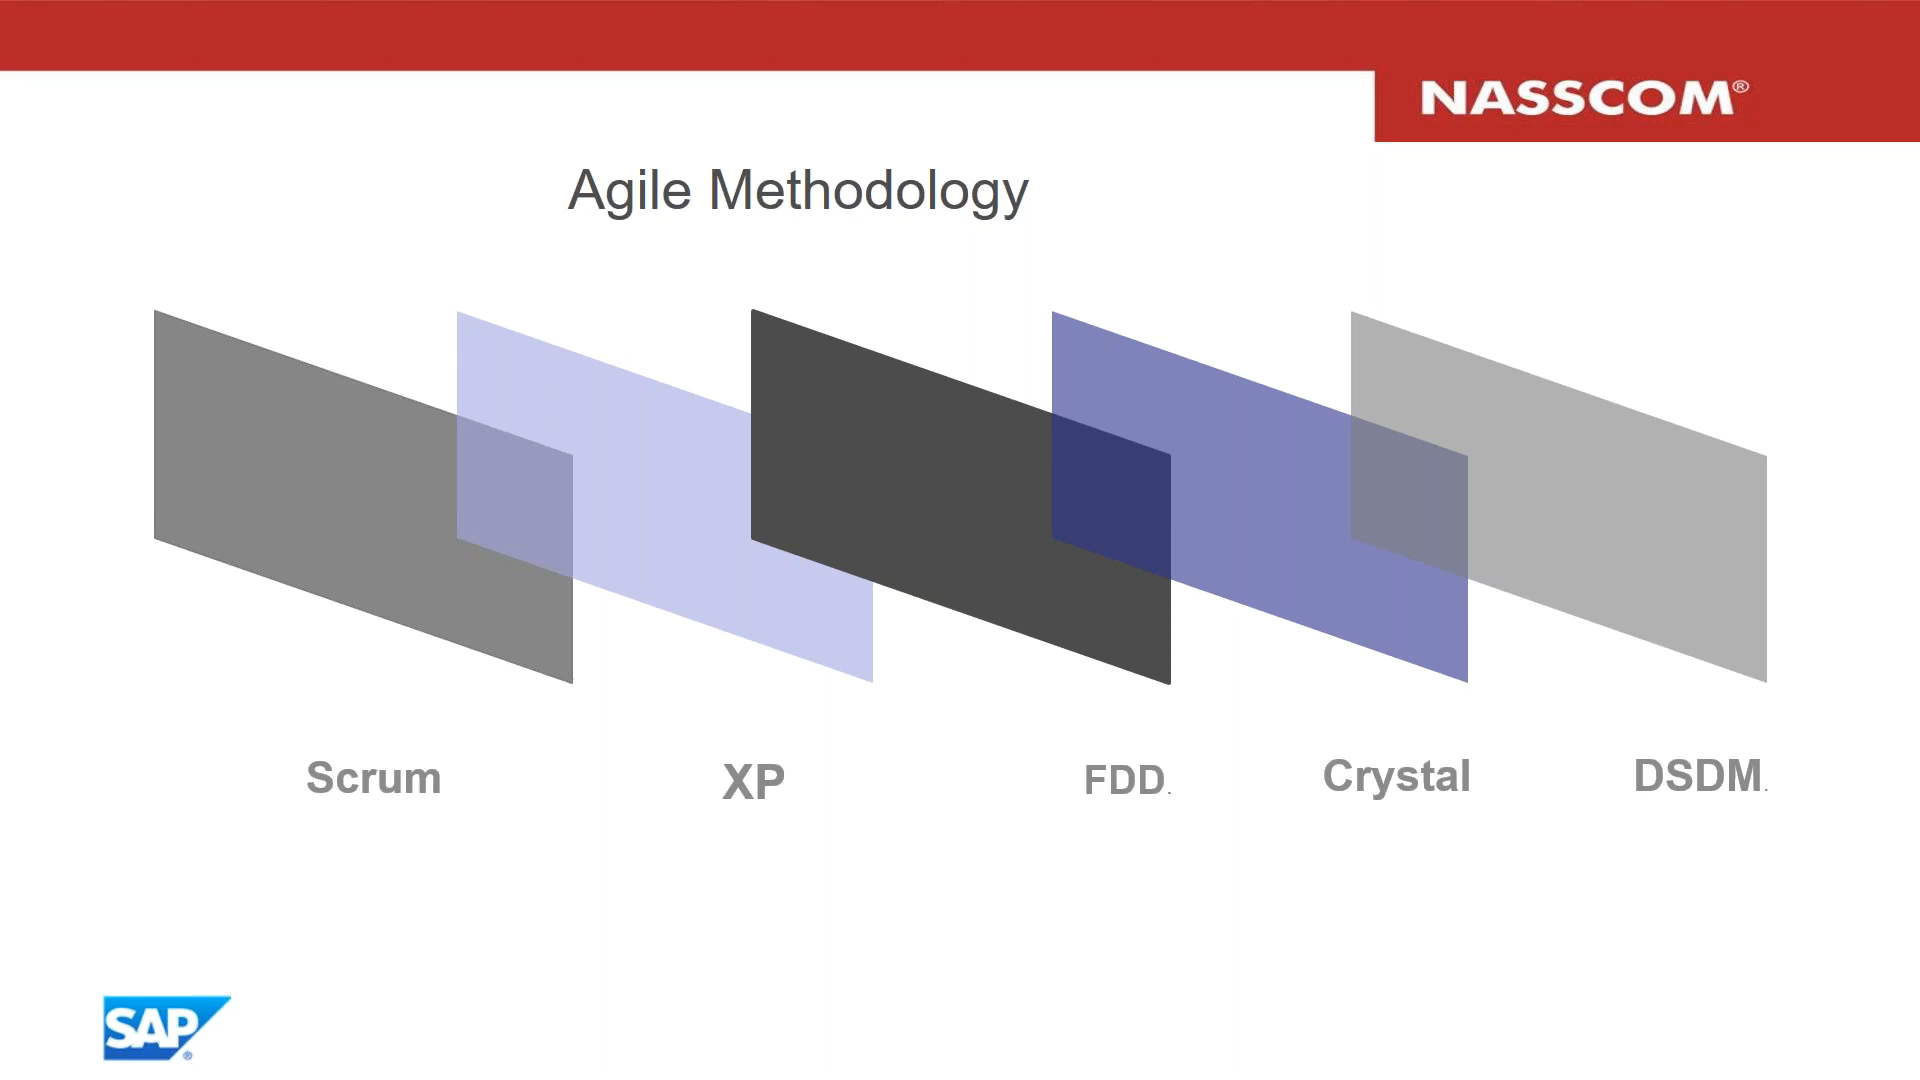 NASSCOM®
Agile Methodology
Scrum
XP
FDD.
Crystal
DSDM.
SAP®